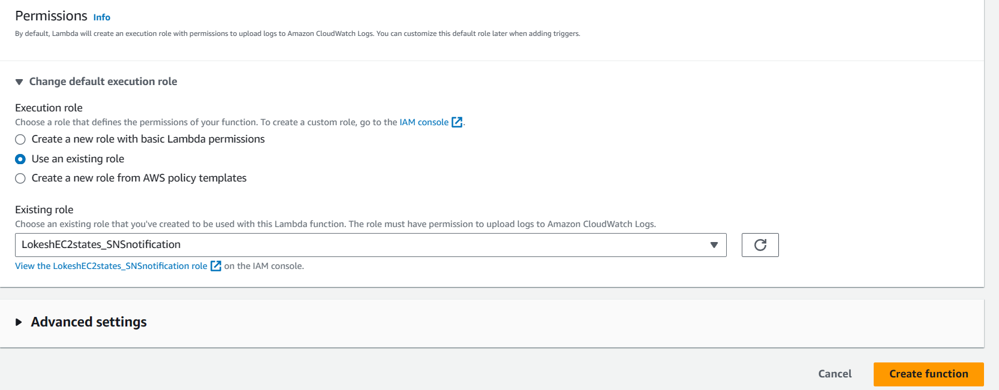 Permissions Info
By default, Lambda will create an execution role with permissions to upload logs to Amazon CloudWatch Logs. You can customize this default role later when adding triggers.
Change default execution role
Execution role
Choose a role that defines the permissions of your function. To create a custom role, go to the IAM console.
Create a new role with basic Lambda permissions
Use an existing role
Create a new role from AWS policy templates
Existing role
Choose an existing role that you've created to be used with this Lambda function. The role must have permission to upload logs to Amazon CloudWatch Logs.
LokeshEC2states_SNSnotification
View the LokeshEC2states_SNSnotification role on the IAM console.
Advanced settings
Cancel Create function